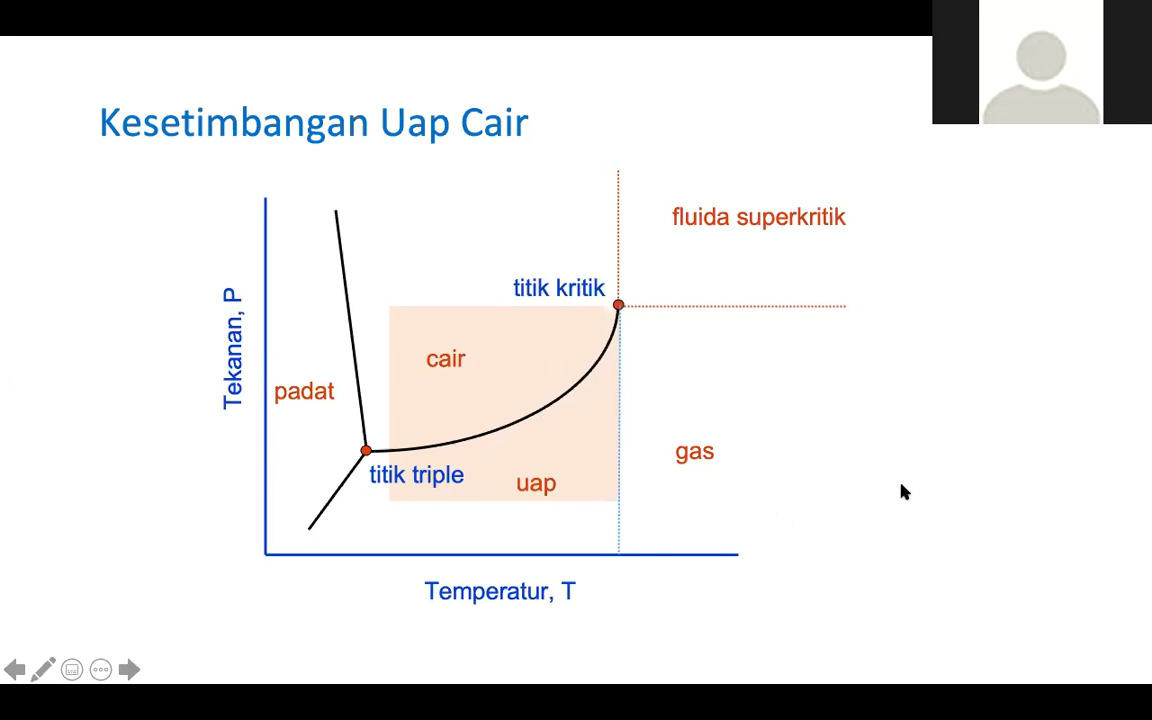 Kesetimbangan Uap Cair
fluida superkritik
titik kritik
Tekanan, P
cair
padat
gas
titik triple
uap
Temperatur, T